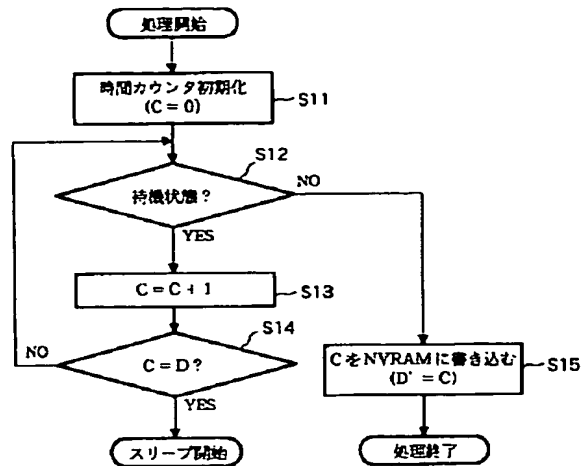 処理開始
時間カウンタ初期化
(C=0)
S11
S12
待機状態?
NO
YES
C=C+1
S13
S14
NO
C=D?
CをNVRAMに書き込む
(D'=C)
S15
YES
スリープ開始
処理終了